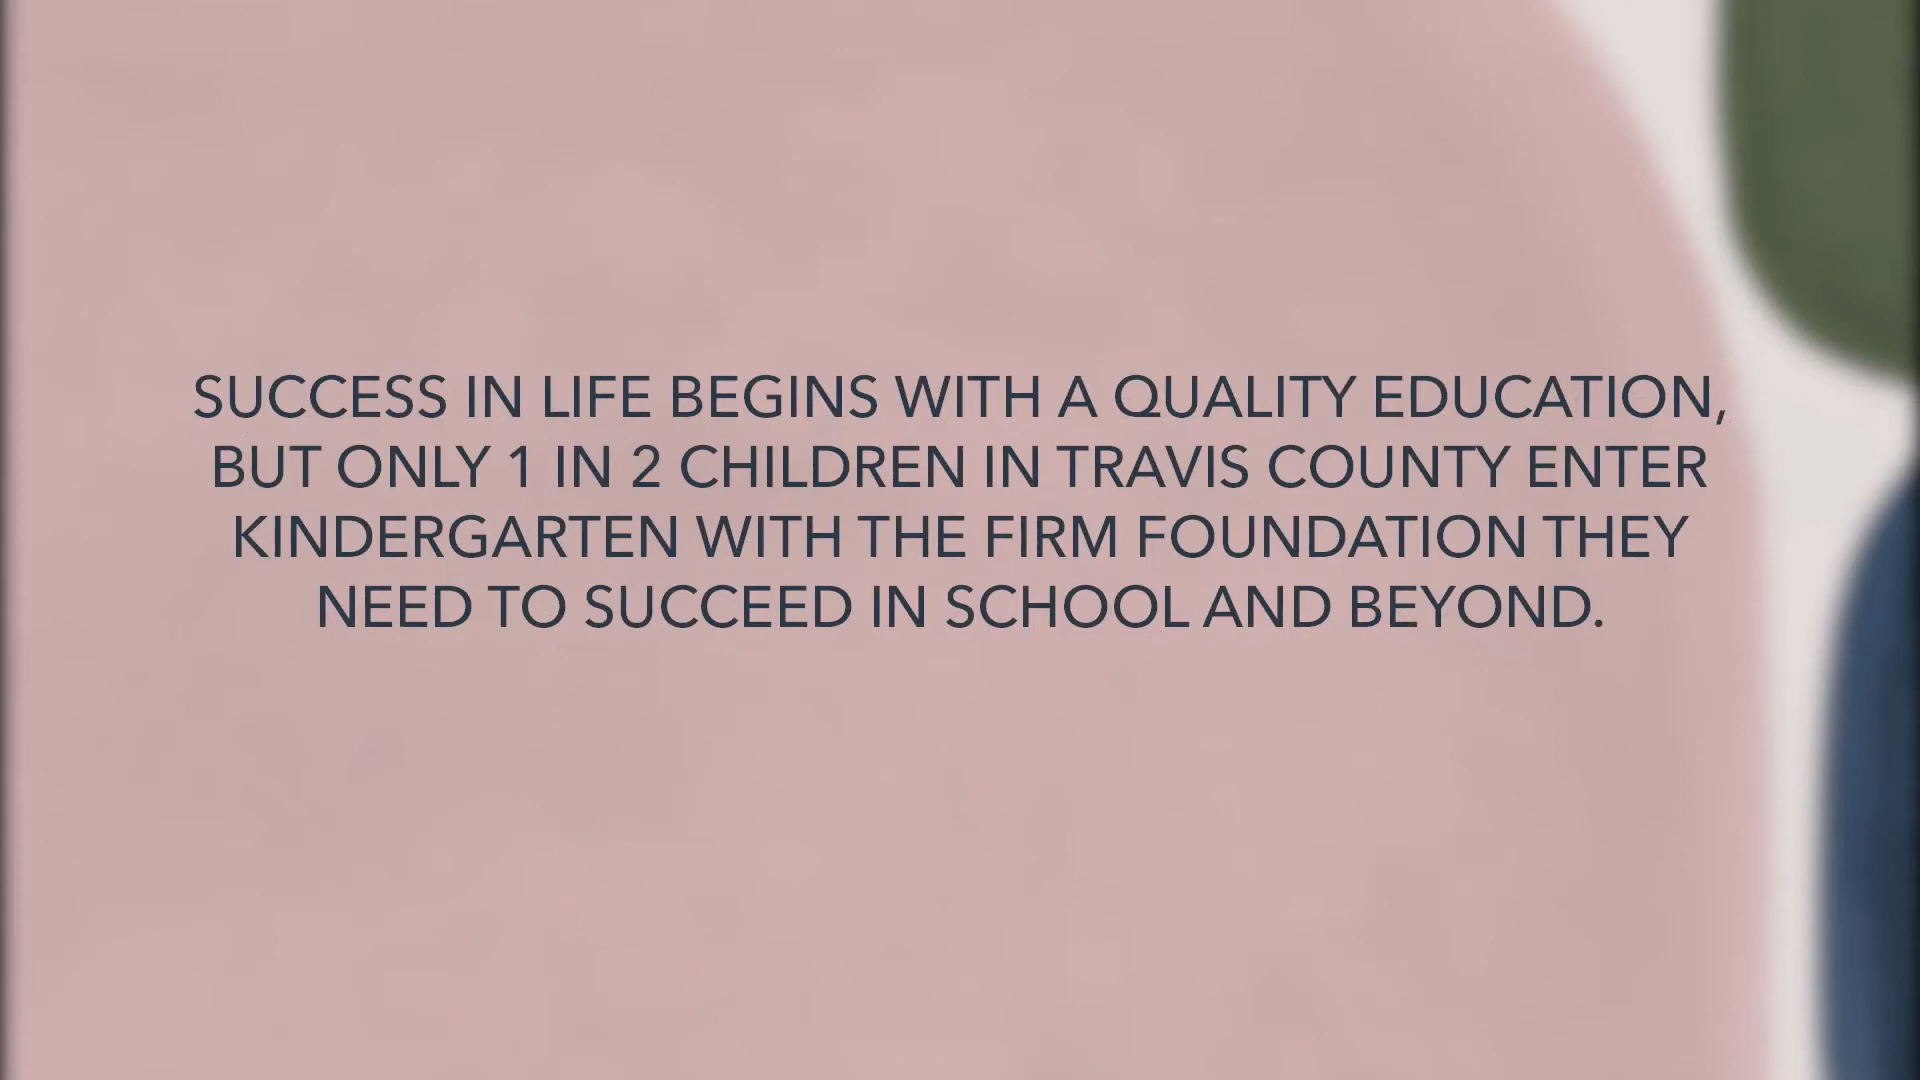 SUCCESS IN LIFE BEGINS WITH A QUALITY EDUCATION,
BUT ONLY 1 IN 2 CHILDREN IN TRAVIS COUNTY ENTER
KINDERGARTEN WITH THE FIRM FOUNDATION THEY
NEED TO SUCCEED IN SCHOOL AND BEYOND.